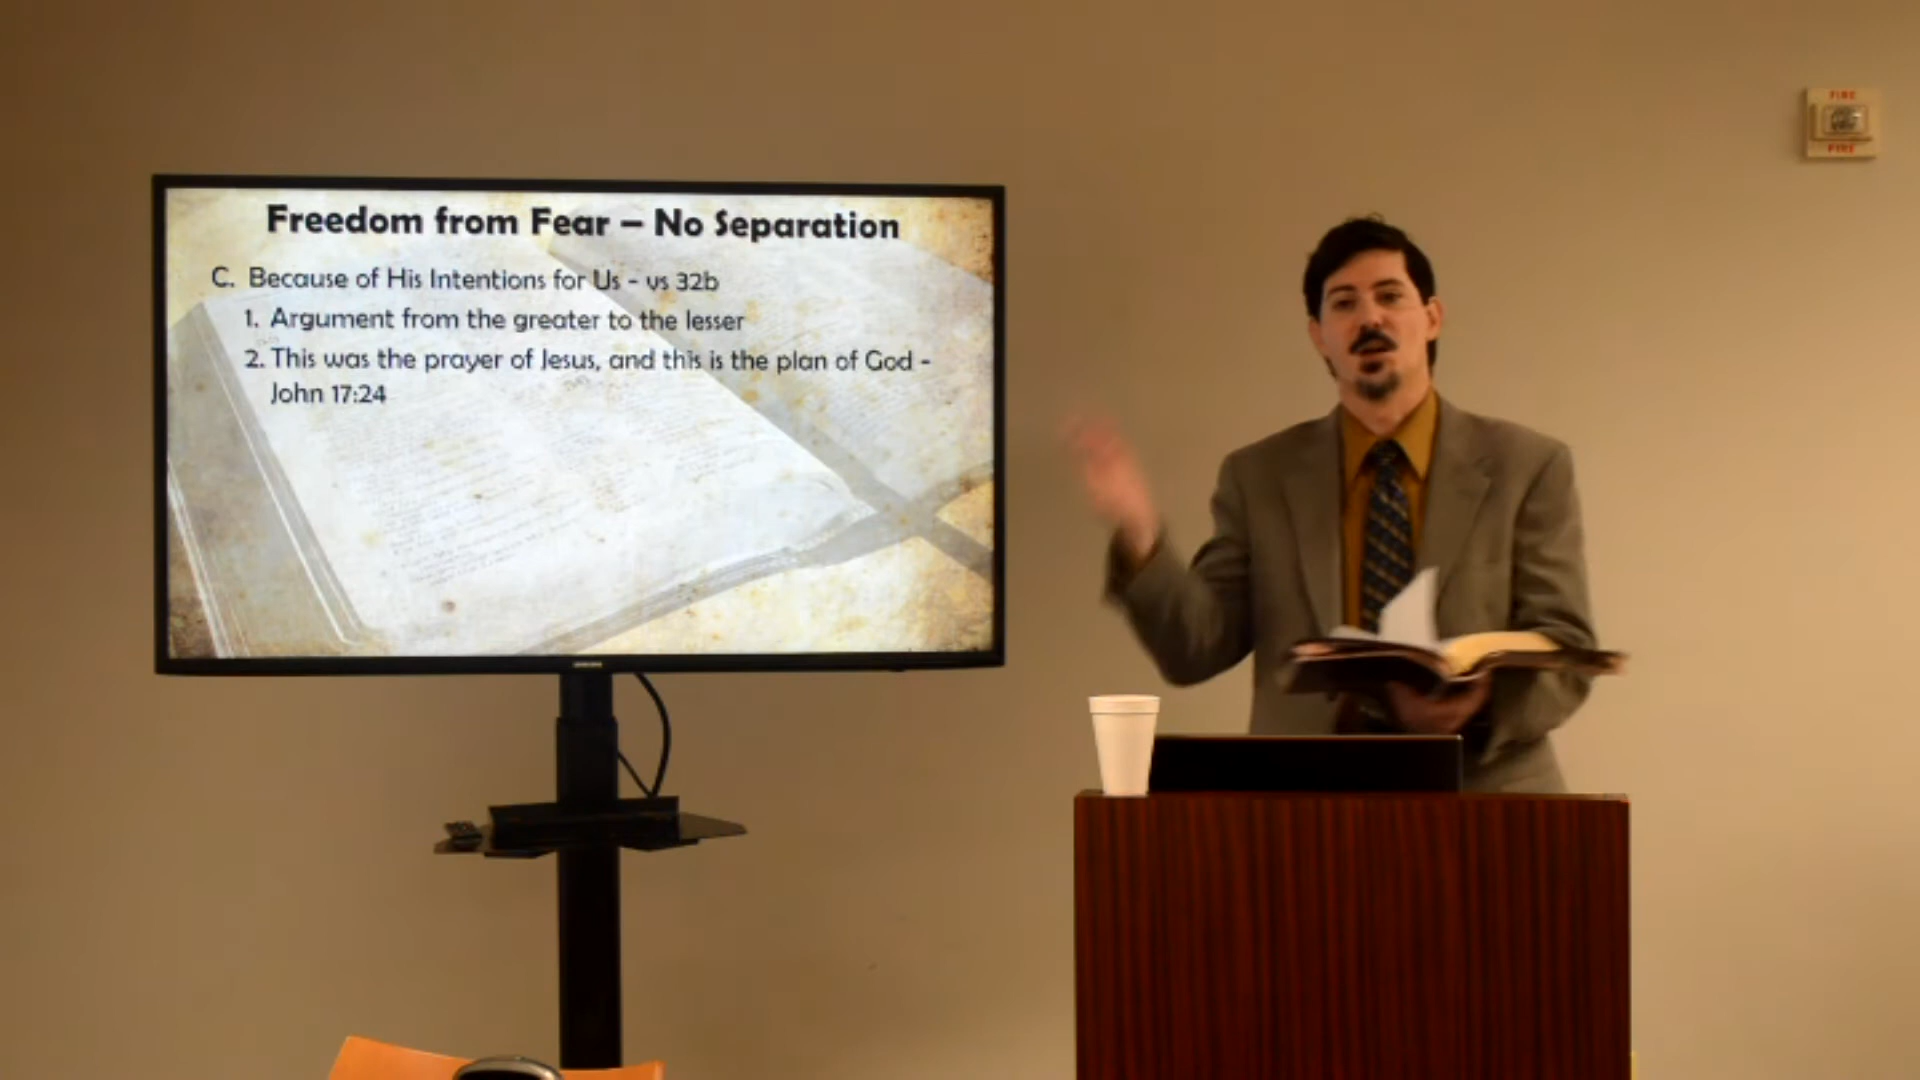 Freedom from Fear – No Separation
C. Because of His Intentions for Us - vs 32b
1. Argument from the greater to the lesser
2. This was the prayer of Jesus, and this is the plan of God -
John 17:24
FIRE
FIRE